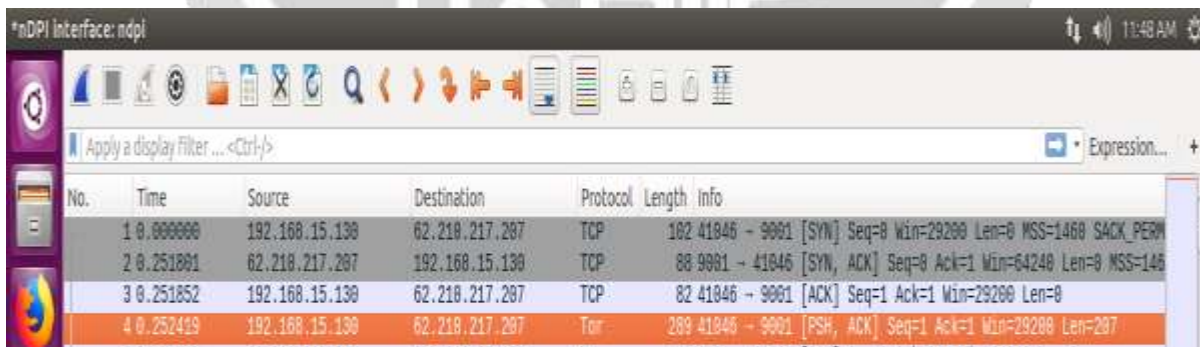 *nDPI interface: ndpi 11:48 AM
Apply a display filter ... <Ctrl-/> Expression... +
No. Time Source Destination Protocol Length Info
1 0.000000 192.168.15.130 62.210.217.207 TCP 102 41046 → 9001 [SYN] Seq=0 Win=29200 Len=0 MSS=1460 SACK_PERM
2 0.251801 62.210.217.207 192.168.15.130 TCP 88 9001 → 41046 [SYN, ACK] Seq=0 Ack=1 Win=64240 Len=0 MSS=146
3 0.251852 192.168.15.130 62.210.217.207 TCP 82 41046 → 9001 [ACK] Seq=1 Ack=1 Win=29200 Len=0
4 0.252419 192.168.15.130 62.210.217.207 Tor 289 41046 → 9001 [PSH, ACK] Seq=1 Ack=1 Win=29200 Len=207